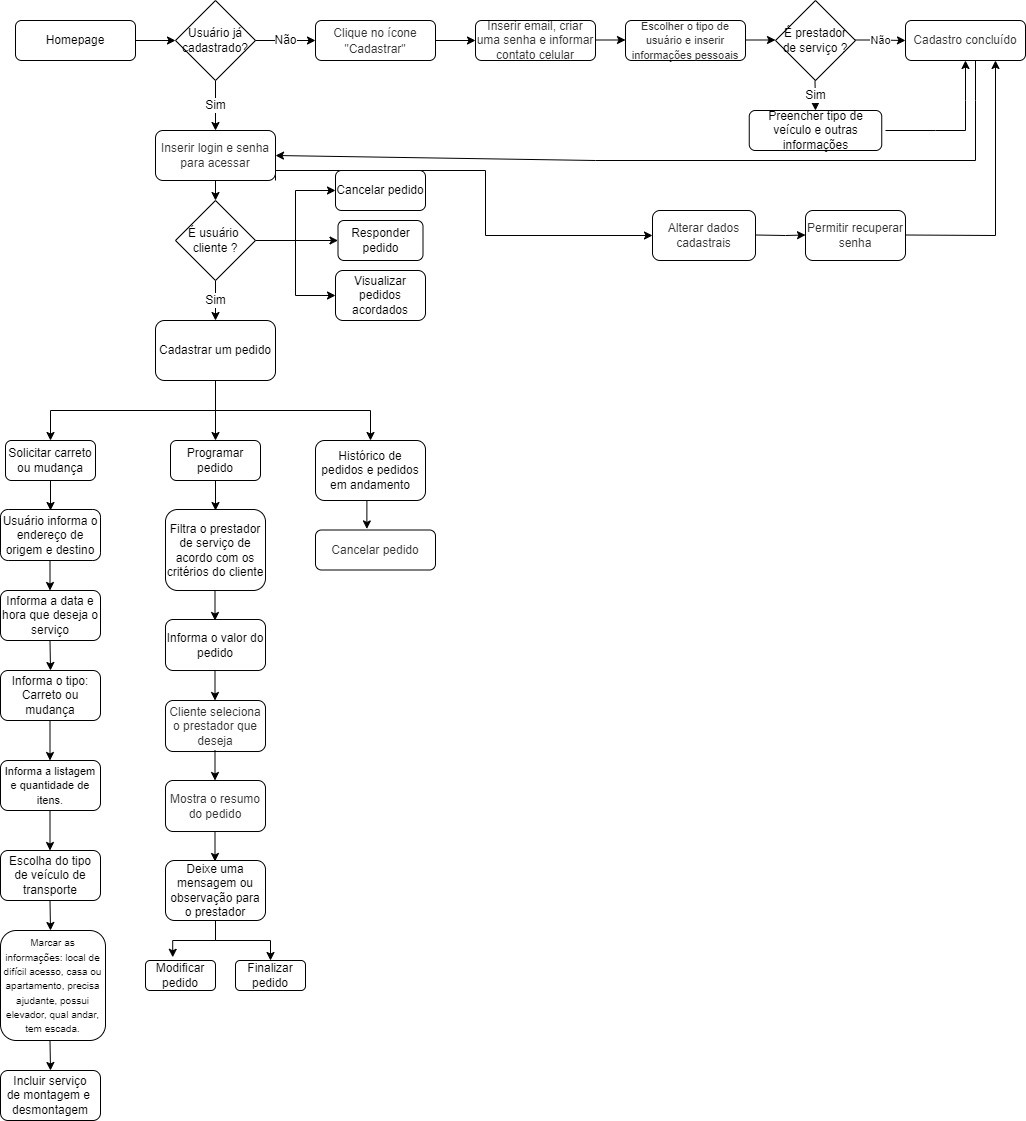 Homepage
Usuário já
cadastrado?
Não
Clique no ícone
"Cadastrar"
Inserir email, criar
uma senha e informar
contato celular
Escolher o tipo de
usuário e inserir
informações pessoais
É prestador
de serviço ?
Não
Cadastro concluído
Sim
Preencher tipo de
veículo e outras
informações
Sim
Inserir login e senha
para acessar
É usuário
cliente ?
Cancelar pedido
Responder
pedido
Visualizar
pedidos
acordados
Alterar dados
cadastrais
Permitir recuperar
senha
Sim
Cadastrar um pedido
Solicitar carreto
ou mudança
Usuário informa o
endereço de
origem e destino
Informa a data e
hora que deseja o
serviço
Informa o tipo:
Carreto ou
mudança
Informa a listagem
e quantidade de
itens.
Escolha do tipo
de veículo de
transporte
Marcar as
informações: local de
difícil acesso, casa ou
apartamento, precisa
ajudante, possui
elevador, qual andar,
tem escada.
Incluir serviço
de montagem e
desmontagem
Programar
pedido
Filtra o prestador
de serviço de
acordo com os
critérios do cliente
Informa o valor do
pedido
Cliente seleciona
o prestador que
deseja
Mostra o resumo
do pedido
Deixe uma
mensagem ou
observação para
o prestador
Modificar
pedido
Finalizar
pedido
Histórico de
pedidos e pedidos
em andamento
Cancelar pedido